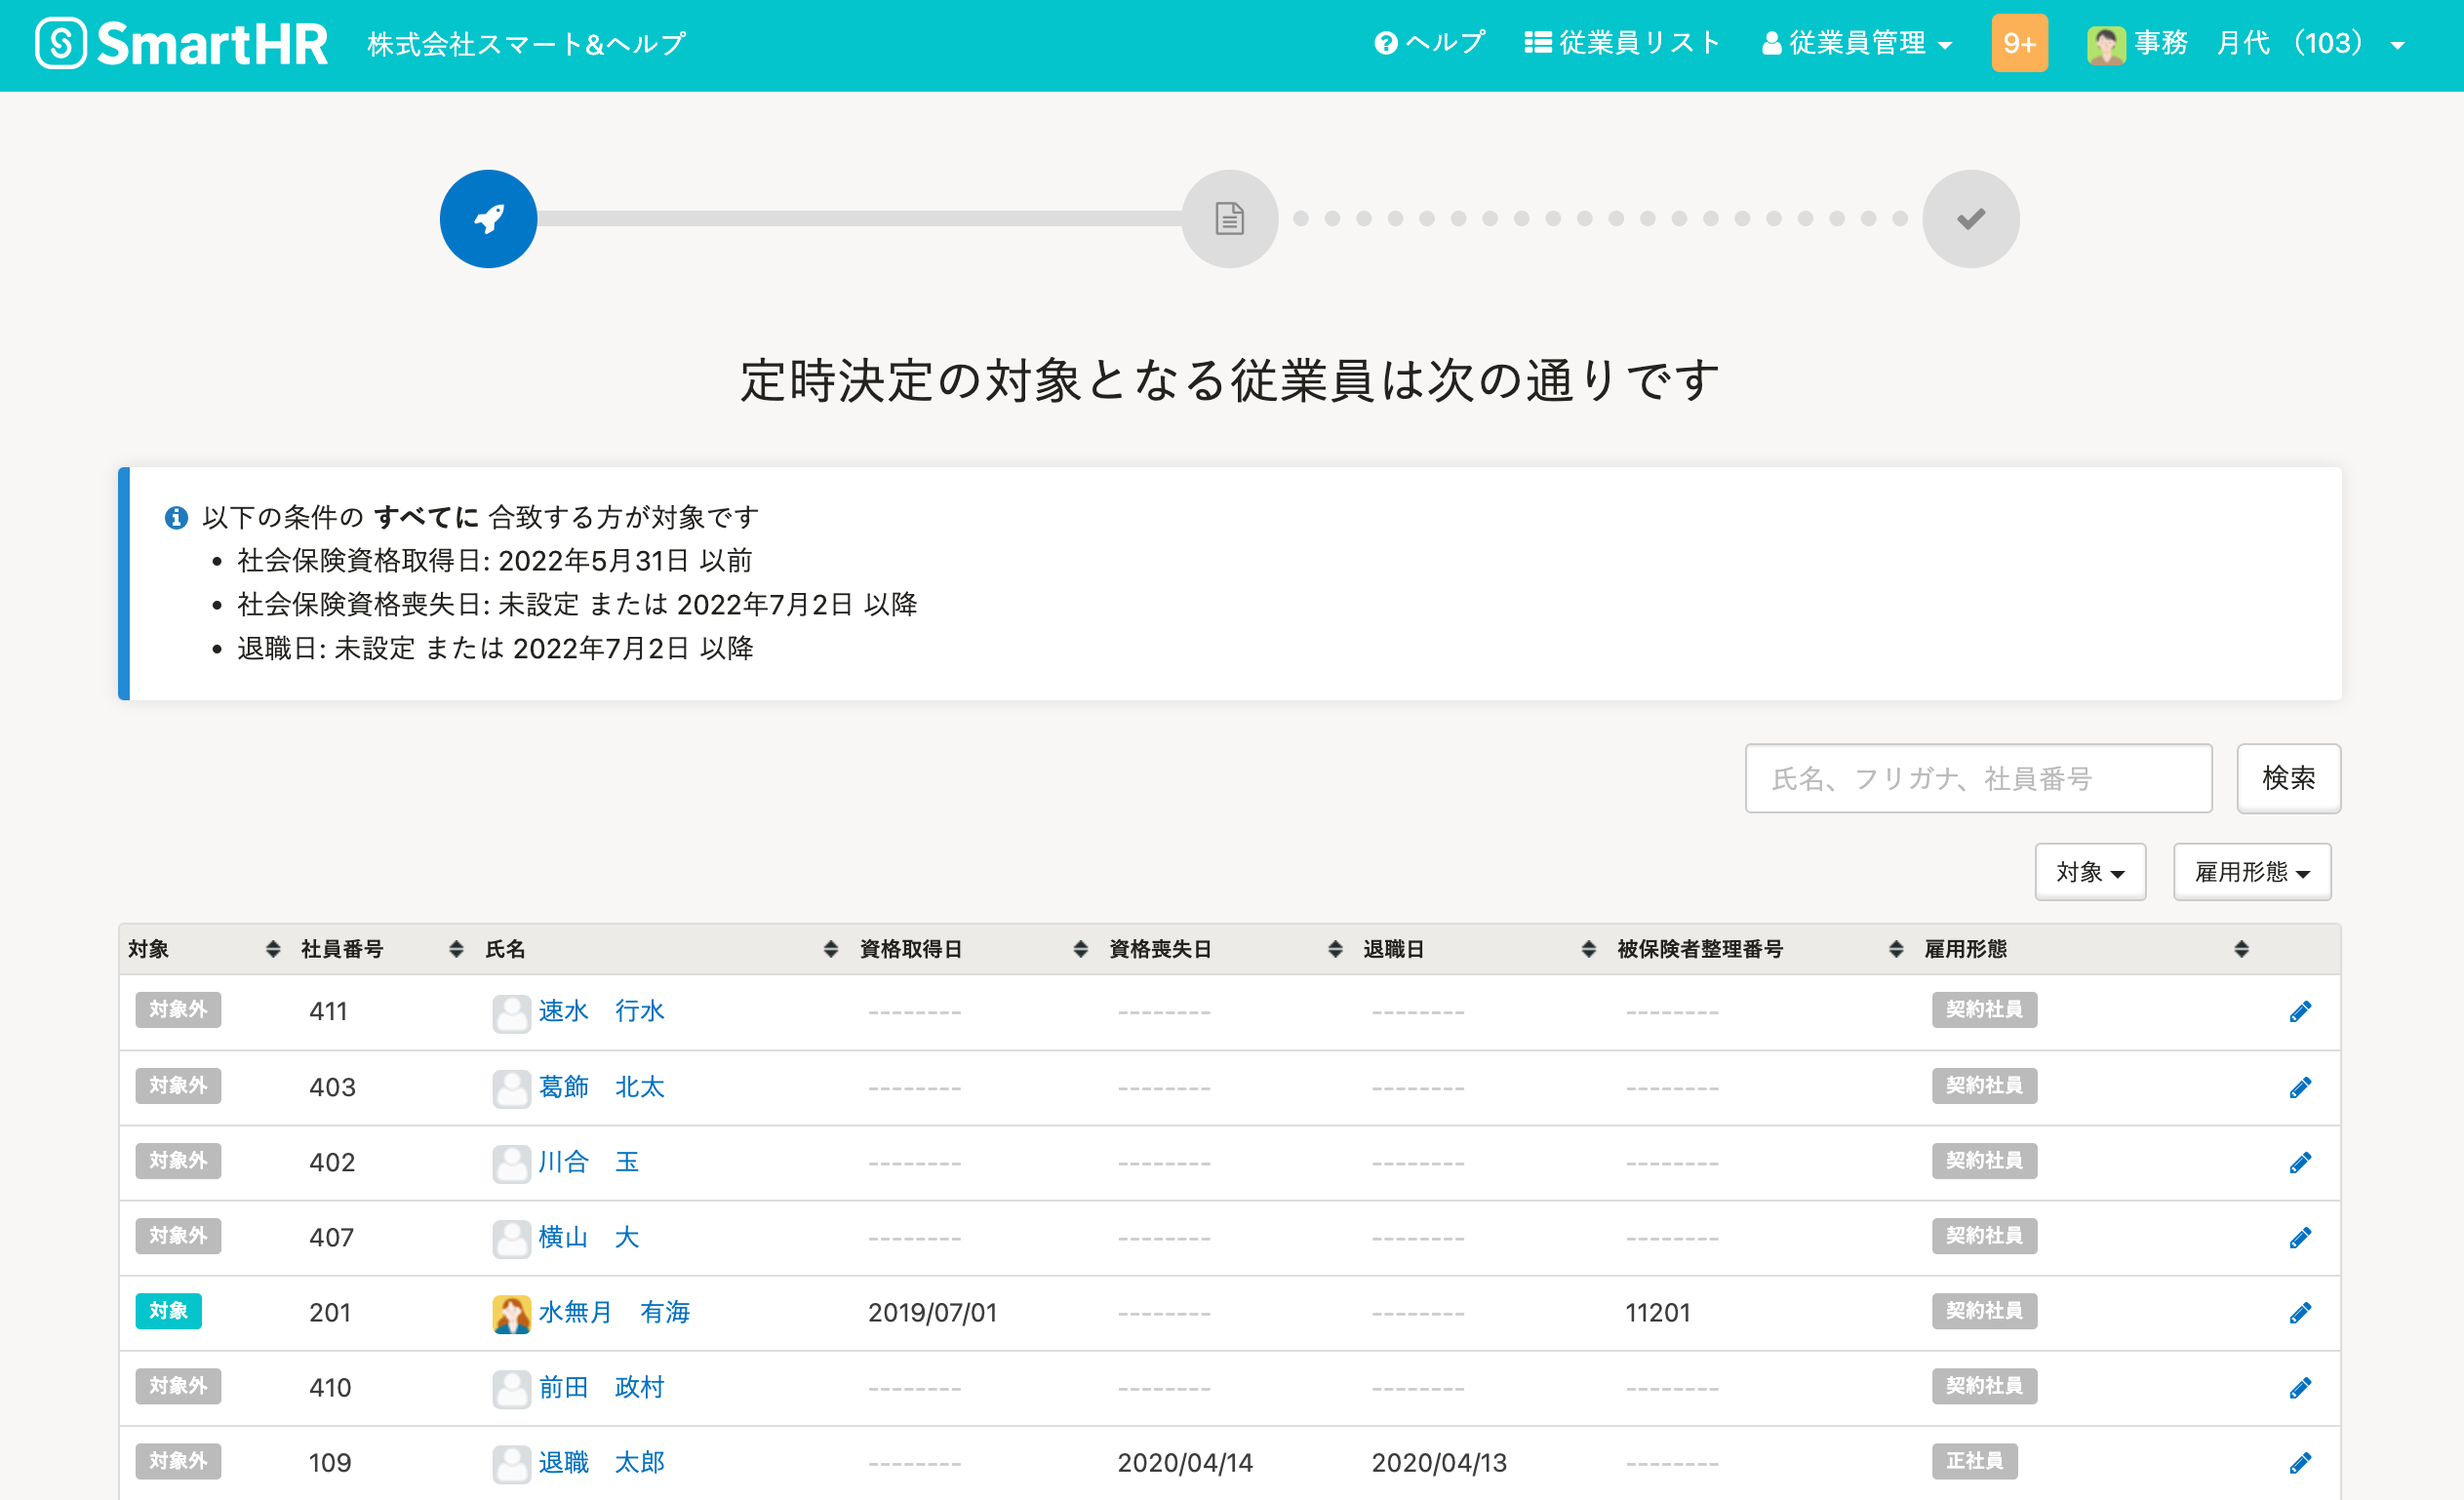 SmartHR 株式会社スマート&ヘルプ ヘルプ 従業員リスト 従業員管理 9+ 事務　月代（103）
定時決定の対象となる従業員は次の通りです
以下の条件の すべてに 合致する方が対象です
• 社会保険資格取得日: 2022年5月31日 以前
• 社会保険資格喪失日: 未設定 または 2022年7月2日 以降
• 退職日: 未設定 または 2022年7月2日 以降
氏名、フリガナ、社員番号 検索
対象 雇用形態
対象 社員番号 氏名 資格取得日 資格喪失日 退職日 被保険者整理番号 雇用形態
対象外 411 速水　行水 -------- -------- -------- -------- 契約社員
対象外 403 葛飾　北太 -------- -------- -------- -------- 契約社員
対象外 402 川合　玉 -------- -------- -------- -------- 契約社員
対象外 407 横山　大 -------- -------- -------- -------- 契約社員
対象 201 水無月　有海 2019/07/01 -------- -------- 11201 契約社員
対象外 410 前田　政村 -------- -------- -------- -------- 契約社員
対象外 109 退職　太郎 -------- 2020/04/14 2020/04/13 -------- 正社員